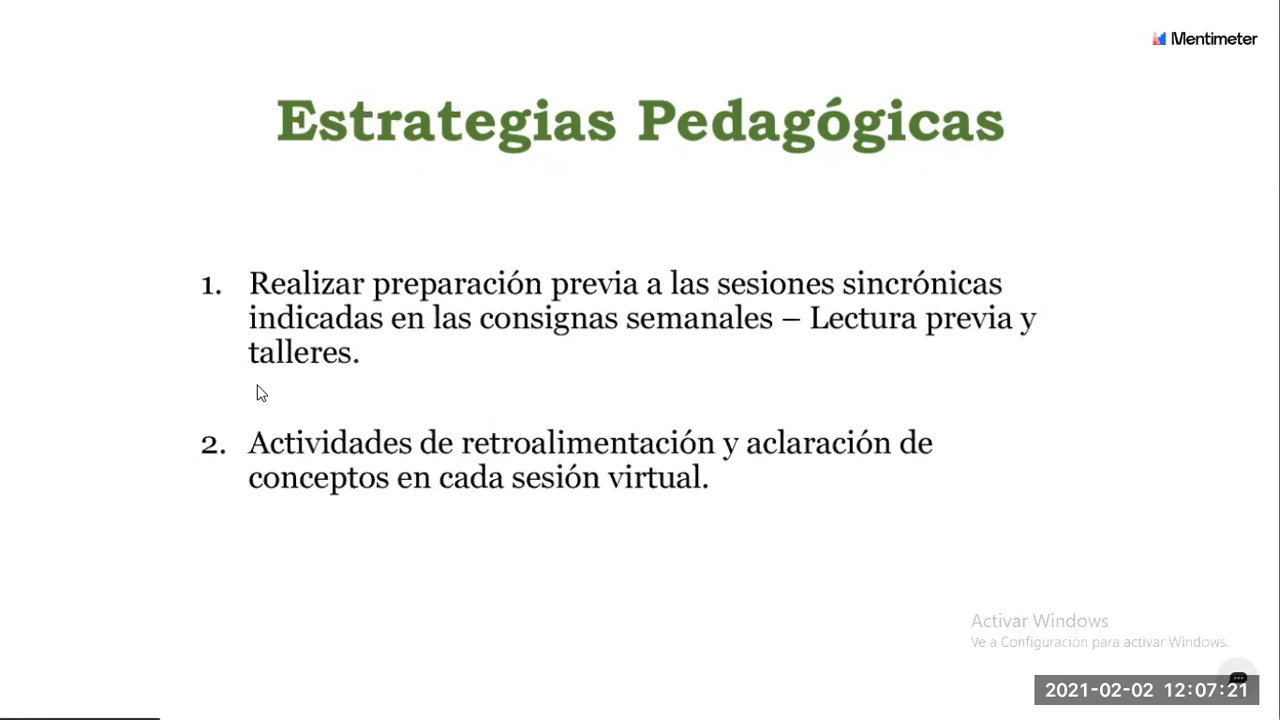 Mentimeter
Estrategias Pedagógicas
1. Realizar preparación previa a las sesiones sincrónicas
indicadas en las consignas semanales – Lectura previa y
talleres.
2. Actividades de retroalimentación y aclaración de
conceptos en cada sesión virtual.
Activar Windows
Ve a Configuración para activar Windows.
2021-02-02 12:07:21